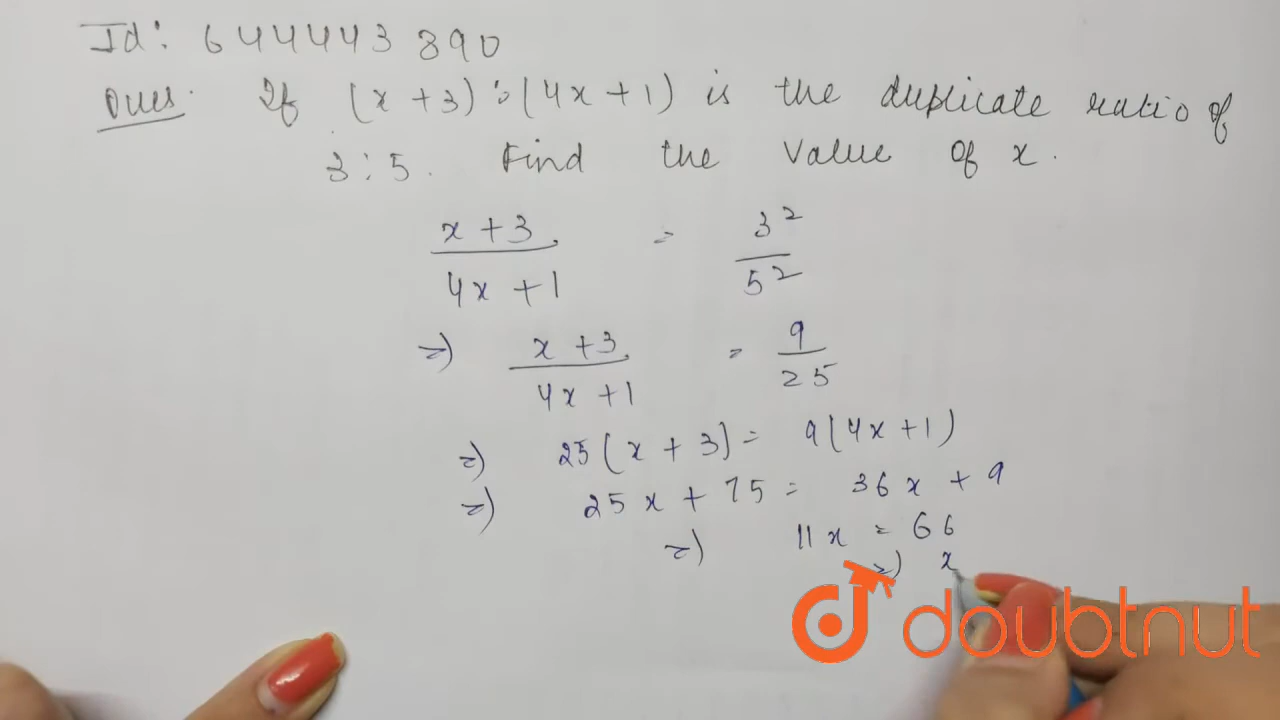 Id: 644443890
Ques. If (x+3):(4x+1) is the duplicate ratio of
3:5. Find the value of x.
x+3/4x+1 = 3²/5²
=) x+3/4x+1 = 9/25
=) 25(x+3) = 9(4x+1)
=) 25x+75 = 36x+9
=) 11x = 66
=) x
doubtnut